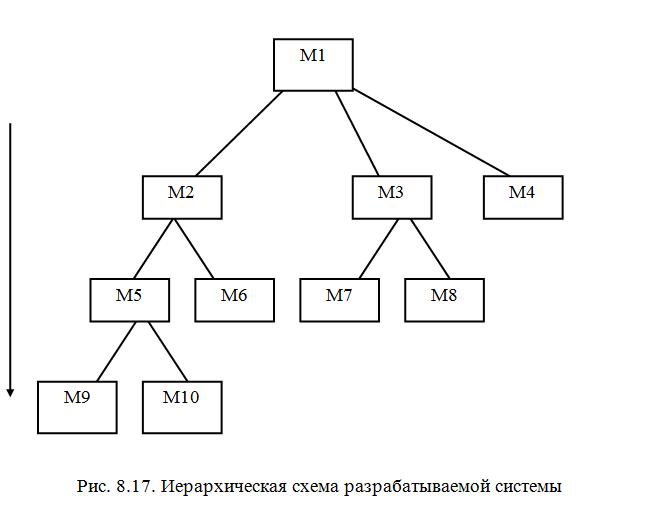 M1
M2
M3
M4
M5
M6
M7
M8
M9
M10
Рис. 8.17. Иерархическая схема разрабатываемой системы